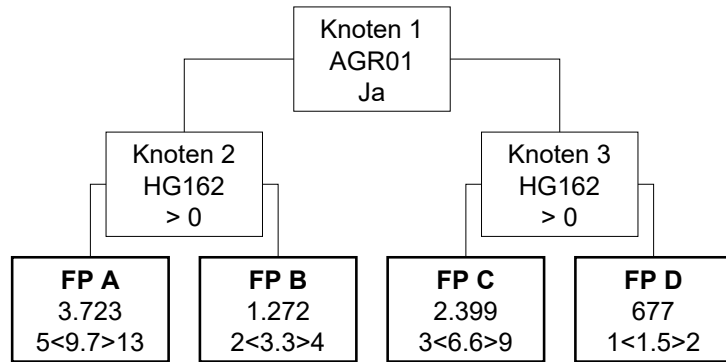 Knoten 1
AGR01
Ja
Knoten 2
HG162
> 0
Knoten 3
HG162
> 0
FP A
3.723
5<9.7>13
FP B
1.272
2<3.3>4
FP C
2.399
3<6.6>9
FP D
677
1<1.5>2